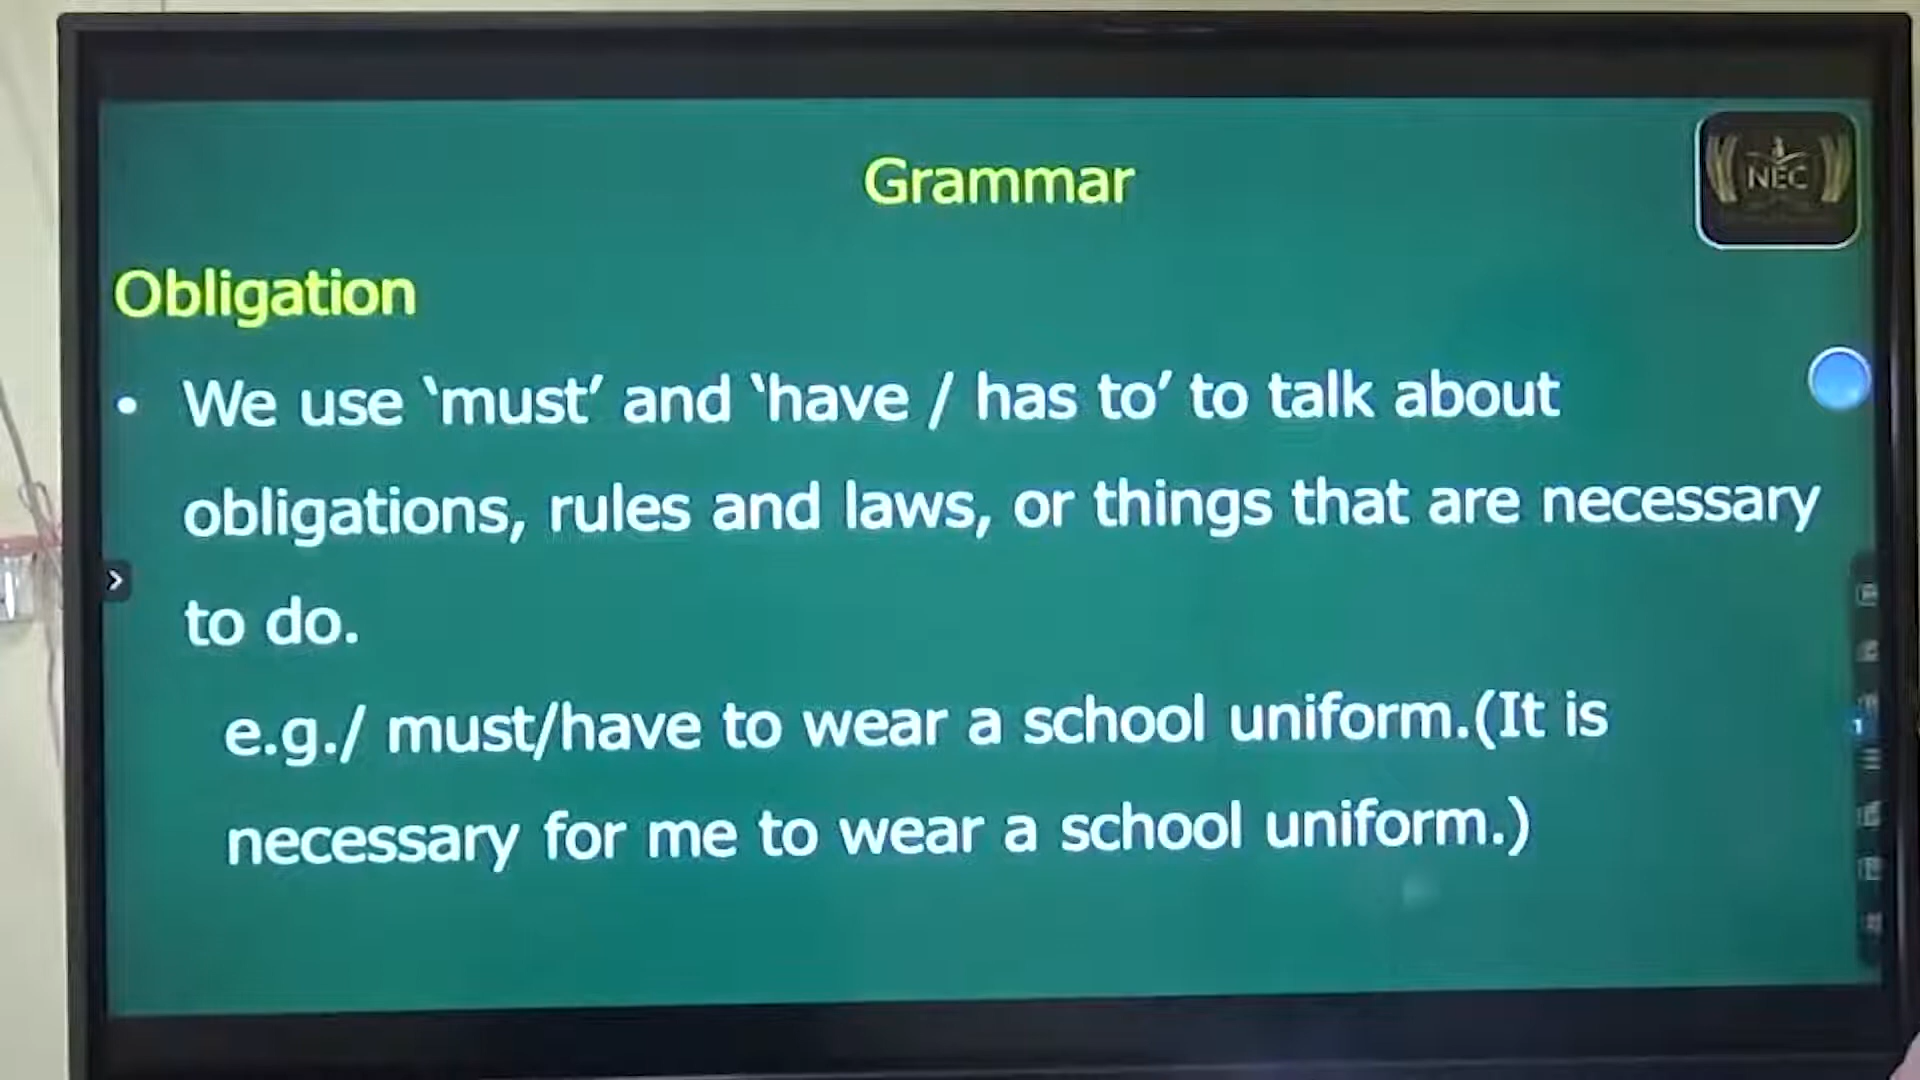 Grammar
NEC
Obligation
• We use ‘must’ and ‘have / has to’ to talk about
obligations, rules and laws, or things that are necessary
to do.
e.g./ must/have to wear a school uniform.(It is
necessary for me to wear a school uniform.)